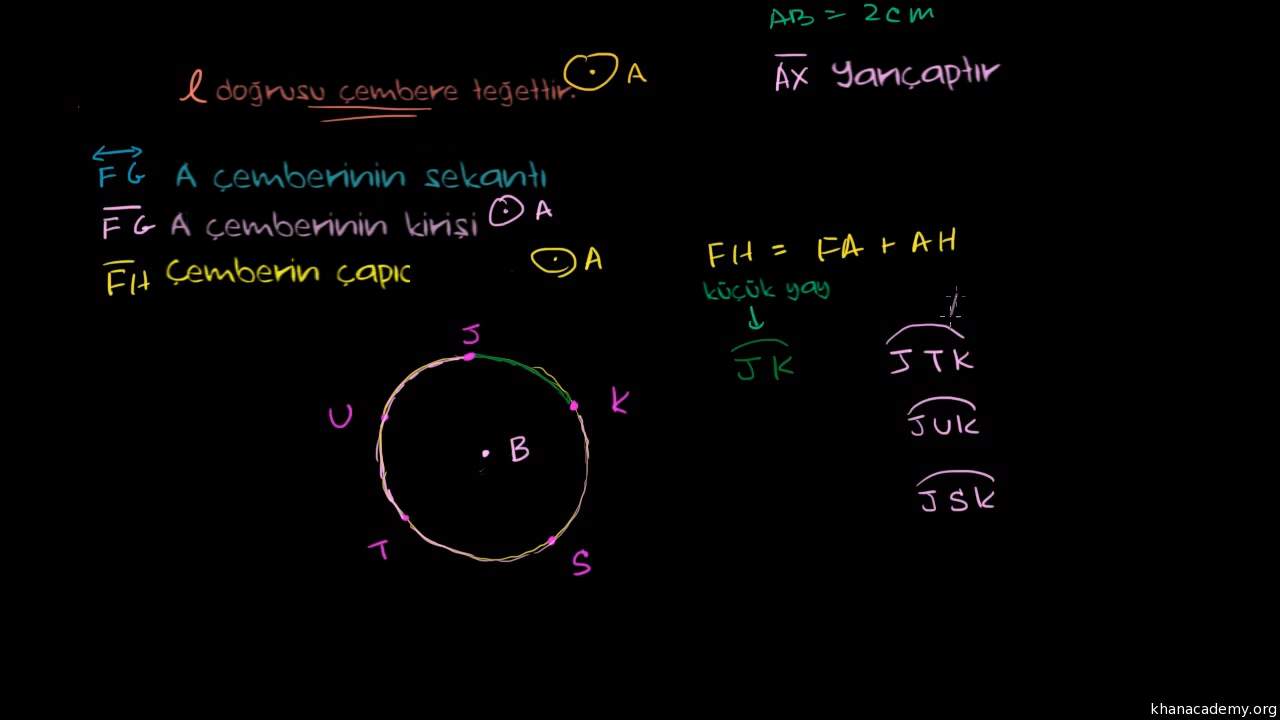 AB = 2cm
l doğrusu çembere teğettir. A
AX yarıçaptır
FG A çemberinin sekantı
FG A çemberinin kirişi A
FH çemberin çapıc A
FH = FA + AH
küçük yay
J
JK
JTK
U
K
JUK
B
JSK
T
S
khanacademy.org